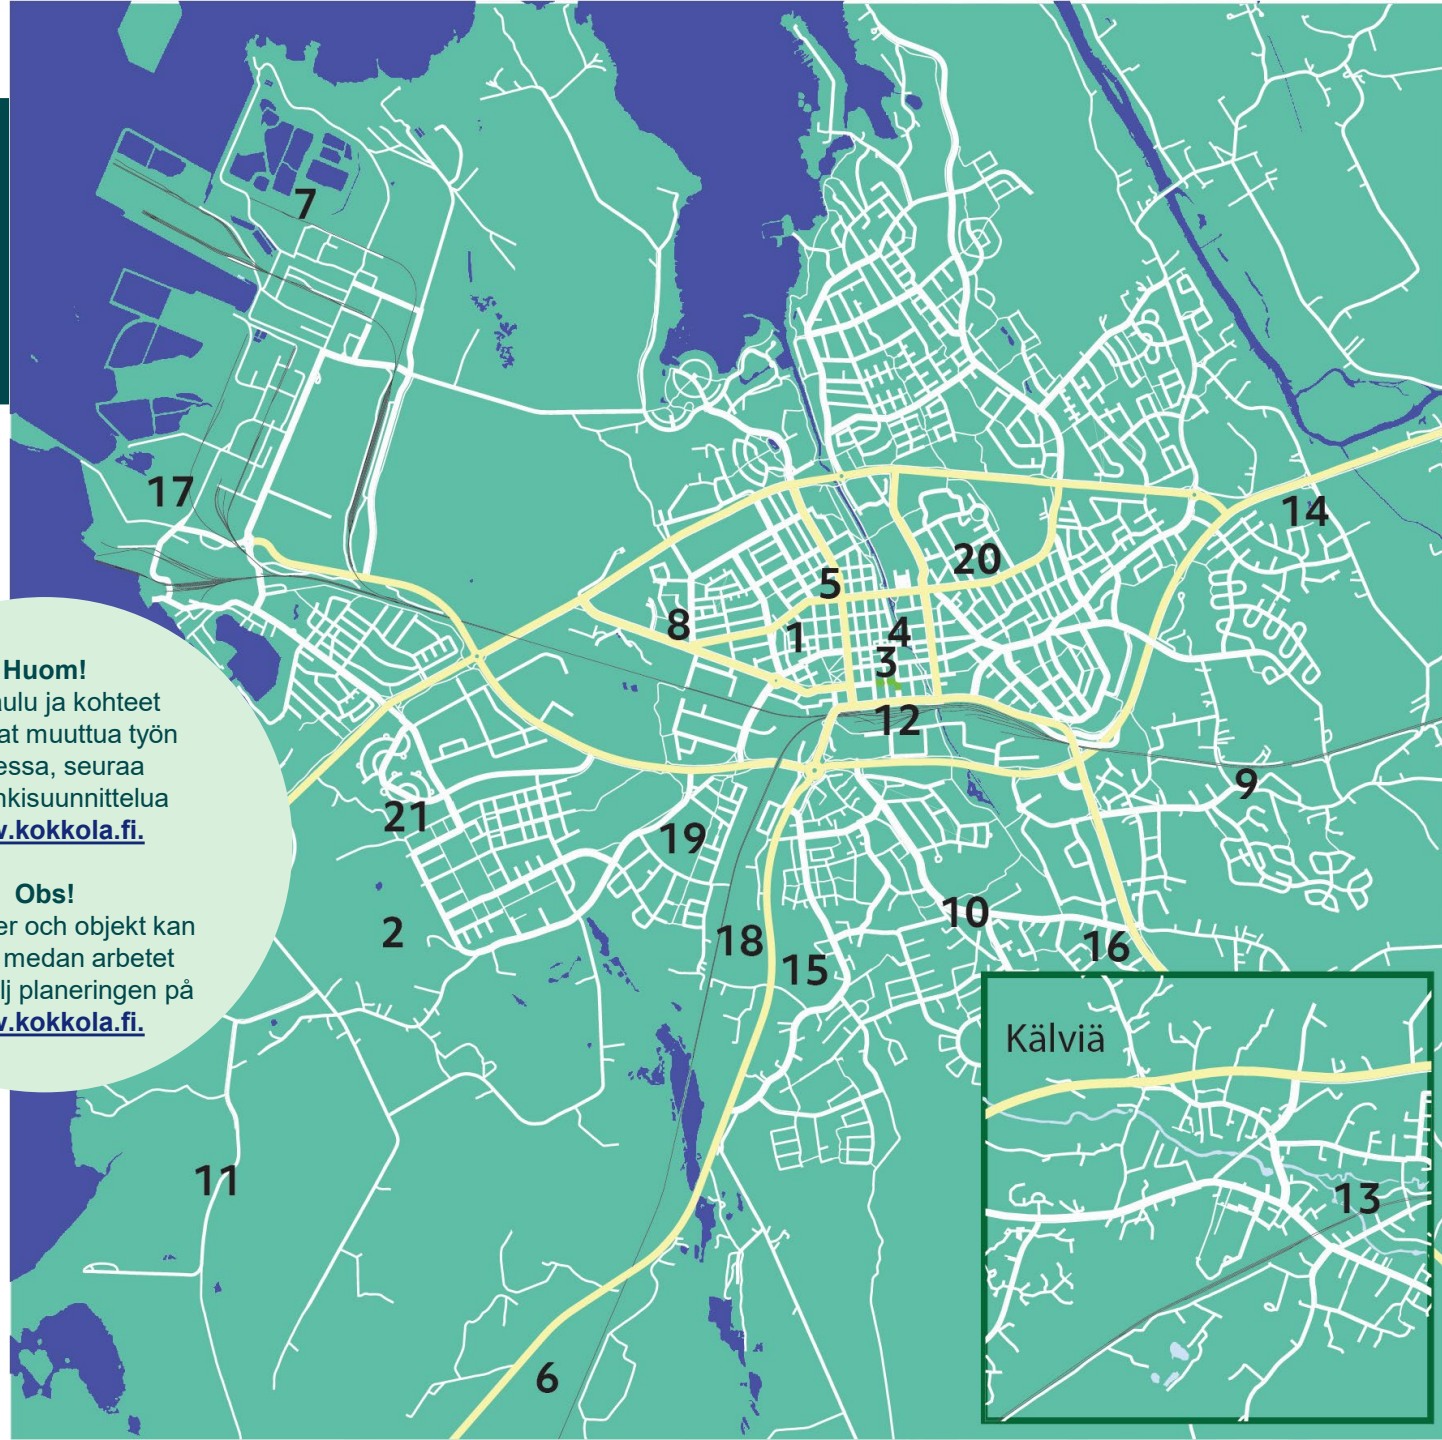 7
17
14
20
5
8
1
4
3
12
Huom!
aulu ja kohteet
at muuttua työn
essa, seuraa
nkisuunnittelua
w.kokkola.fi.
Obs!
er och objekt kan
medan arbetet
lj planeringen på
w.kokkola.fi.
9
21
19
2
10
18
16
15
Kälviä
11
13
6